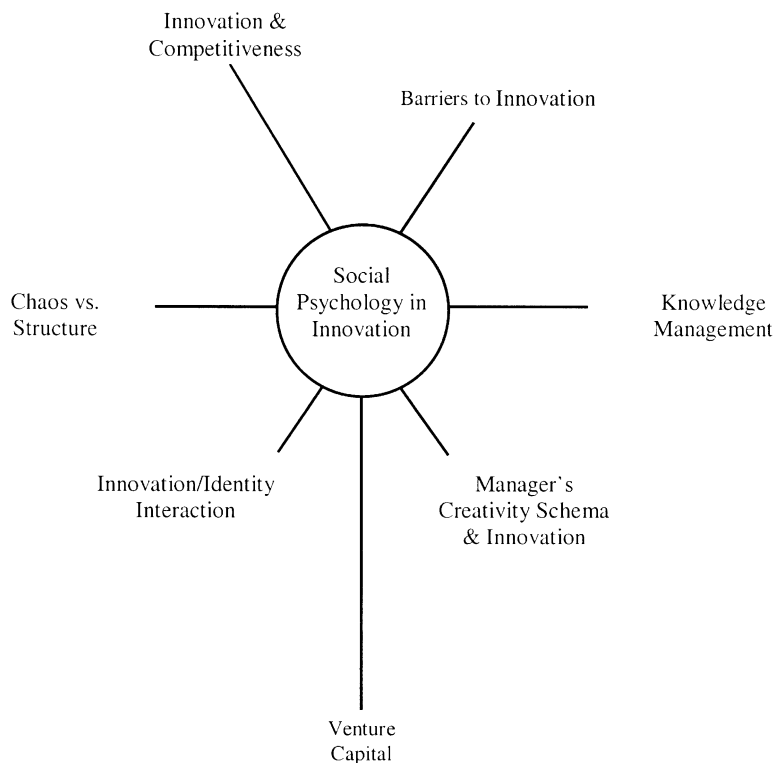 Innovation &
Competitiveness
Barriers to Innovation
Social
Psychology in
Innovation
Chaos vs.
Structure
Knowledge
Management
Innovation/Identity
Interaction
Manager's
Creativity Schema
& Innovation
Venture
Capital